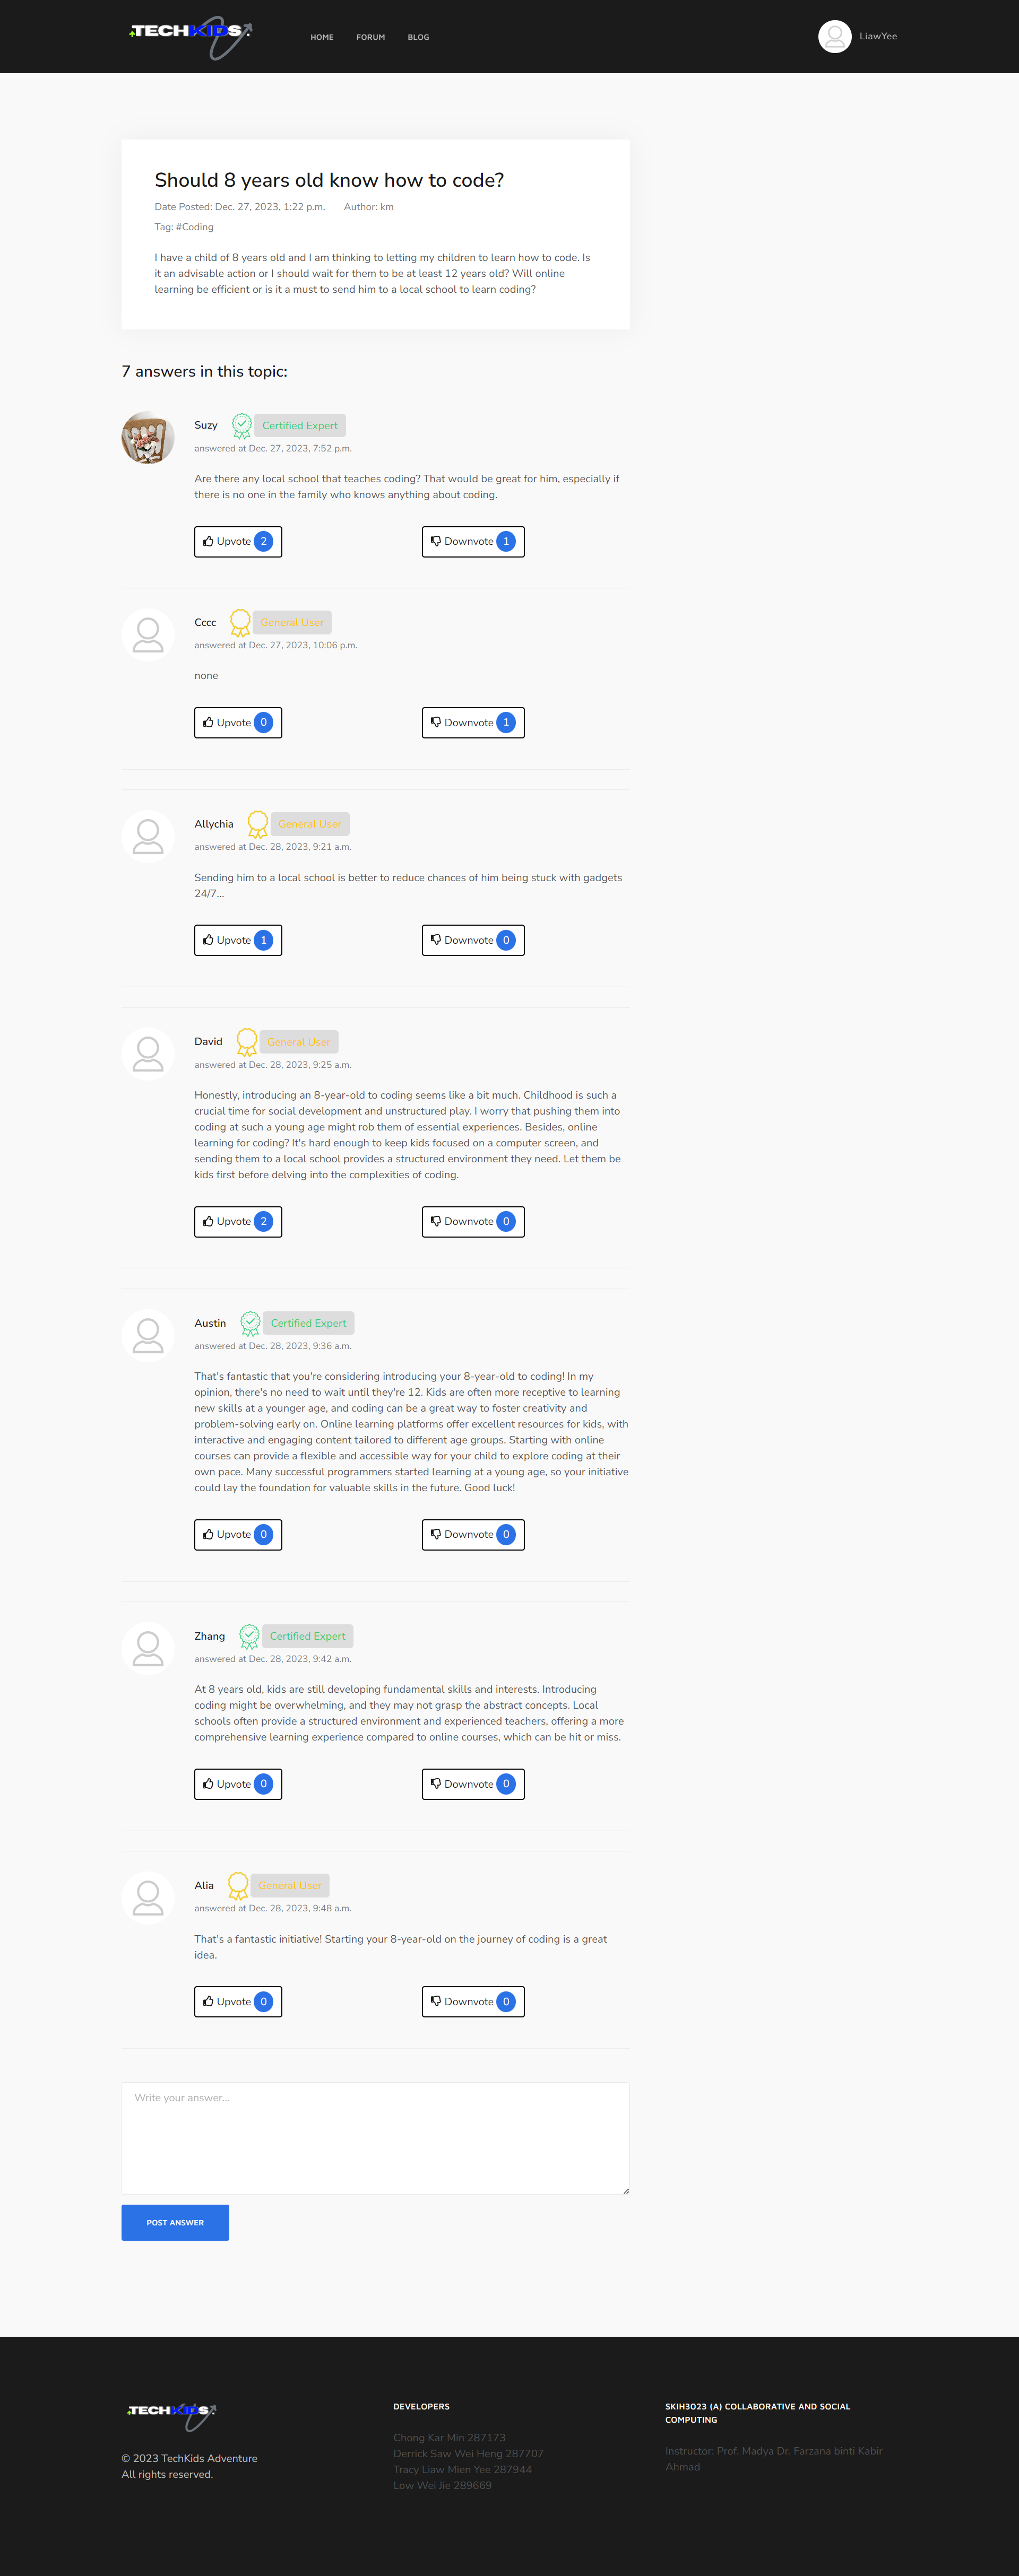 TECHKIDS.
HOME FORUM BLOG
LiawYee
Should 8 years old know how to code?
Date Posted: Dec. 27, 2023, 1:22 p.m. Author: km
Tag: #Coding
I have a child of 8 years old and I am thinking to letting my children to learn how to code. Is
it an advisable action or I should wait for them to be at least 12 years old? Will online
learning be efficient or is it a must to send him to a local school to learn coding?
7 answers in this topic:
Suzy Certified Expert
answered at Dec. 27, 2023, 7:52 p.m.
Are there any local school that teaches coding? That would be great for him, especially if
there is no one in the family who knows anything about coding.
Upvote 2 Downvote 1
Cccc General User
answered at Dec. 27, 2023, 10:06 p.m.
none
Upvote 0 Downvote 1
Allychia General User
answered at Dec. 28, 2023, 9:21 a.m.
Sending him to a local school is better to reduce chances of him being stuck with gadgets
24/7...
Upvote 1 Downvote 0
David General User
answered at Dec. 28, 2023, 9:25 a.m.
Honestly, introducing an 8-year-old to coding seems like a bit much. Childhood is such a
crucial time for social development and unstructured play. I worry that pushing them into
coding at such a young age might rob them of essential experiences. Besides, online
learning for coding? It's hard enough to keep kids focused on a computer screen, and
sending them to a local school provides a structured environment they need. Let them be
kids first before delving into the complexities of coding.
Upvote 2 Downvote 0
Austin Certified Expert
answered at Dec. 28, 2023, 9:36 a.m.
That's fantastic that you're considering introducing your 8-year-old to coding! In my
opinion, there's no need to wait until they're 12. Kids are often more receptive to learning
new skills at a younger age, and coding can be a great way to foster creativity and
problem-solving early on. Online learning platforms offer excellent resources for kids, with
interactive and engaging content tailored to different age groups. Starting with online
courses can provide a flexible and accessible way for your child to explore coding at their
own pace. Many successful programmers started learning at a young age, so your initiative
could lay the foundation for valuable skills in the future. Good luck!
Upvote 0 Downvote 0
Zhang Certified Expert
answered at Dec. 28, 2023, 9:42 a.m.
At 8 years old, kids are still developing fundamental skills and interests. Introducing
coding might be overwhelming, and they may not grasp the abstract concepts. Local
schools often provide a structured environment and experienced teachers, offering a more
comprehensive learning experience compared to online courses, which can be hit or miss.
Upvote 0 Downvote 0
Alia General User
answered at Dec. 28, 2023, 9:48 a.m.
That's a fantastic initiative! Starting your 8-year-old on the journey of coding is a great
idea.
Upvote 0 Downvote 0
Write your answer...
POST ANSWER
TECHKIDS.
© 2023 TechKids Adventure
All rights reserved.
DEVELOPERS
Chong Kar Min 287173
Derrick Saw Wei Heng 287707
Tracy Liaw Mien Yee 287944
Low Wei Jie 289669
SKIH3023 (A) COLLABORATIVE AND SOCIAL
COMPUTING
Instructor: Prof. Madya Dr. Farzana binti Kabir
Ahmad